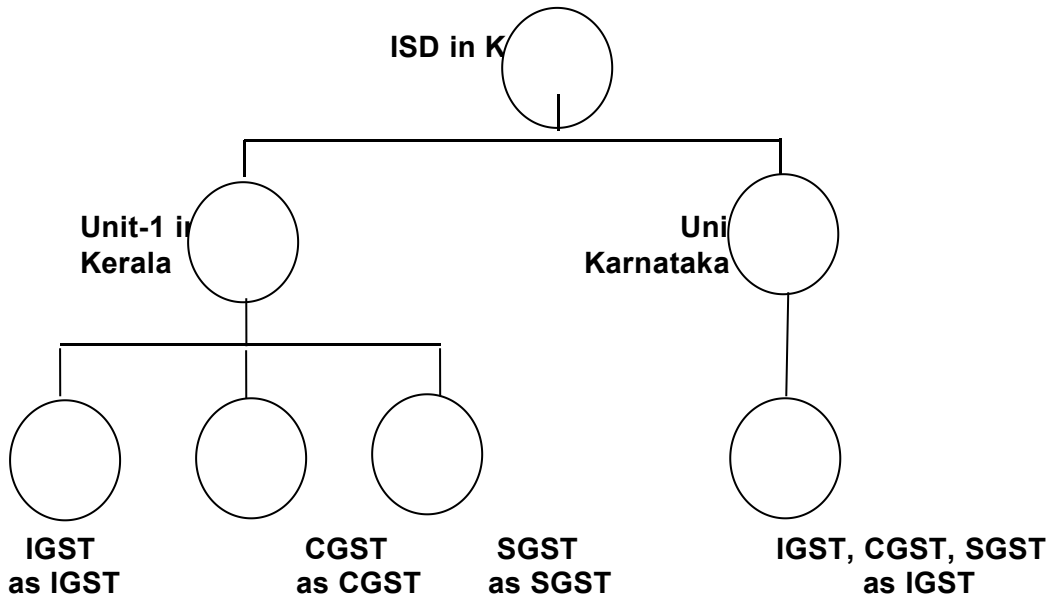 ISD in K
Unit-1 in
Kerala
Uni
Karnataka
IGST
as IGST
CGST
as CGST
SGST
as SGST
IGST, CGST, SGST
as IGST